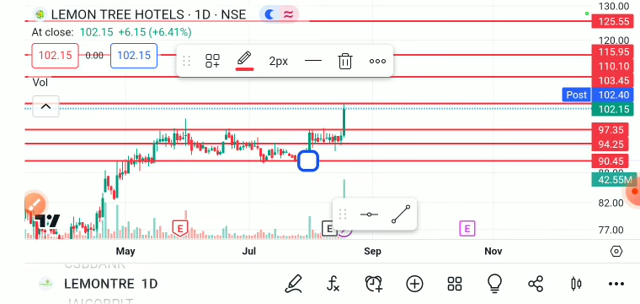 LEMON TREE HOTELS · 1D · NSE
At close: 102.15 +6.15 (+6.41%)
102.15 0.00 102.15
2px
Vol
130.00
125.55
120.00
115.95
110.10
103.45
Post 102.40
102.15
97.35
94.25
90.45
42.55M
82.00
77.00
E E E
May Jul Sep Nov
LEMONTRE 1D